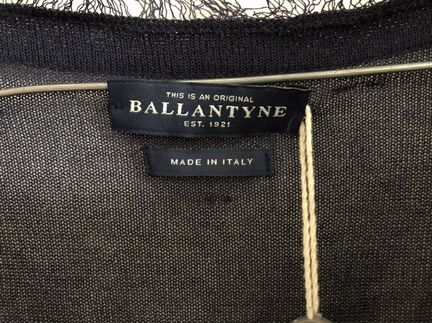 THIS IS AN ORIGINAL
BALLANTYNE
EST. 1921
MADE IN ITALY